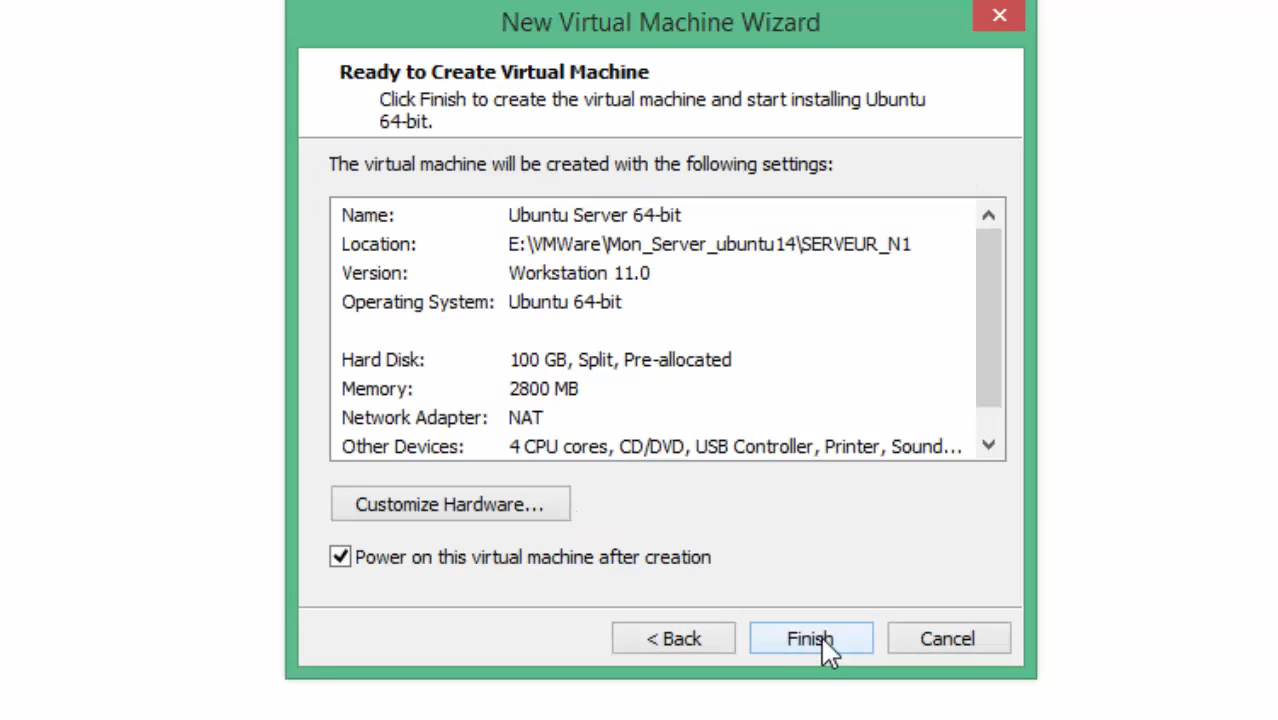 New Virtual Machine Wizard
Ready to Create Virtual Machine
Click Finish to create the virtual machine and start installing Ubuntu
64-bit.
The virtual machine will be created with the following settings:
Name: Ubuntu Server 64-bit
Location: E:\VMWare\Mon_Server_ubuntu14\SERVEUR_N1
Version: Workstation 11.0
Operating System: Ubuntu 64-bit
Hard Disk: 100 GB, Split, Pre-allocated
Memory: 2800 MB
Network Adapter: NAT
Other Devices: 4 CPU cores, CD/DVD, USB Controller, Printer, Sound...
Customize Hardware...
Power on this virtual machine after creation
< Back Finish Cancel